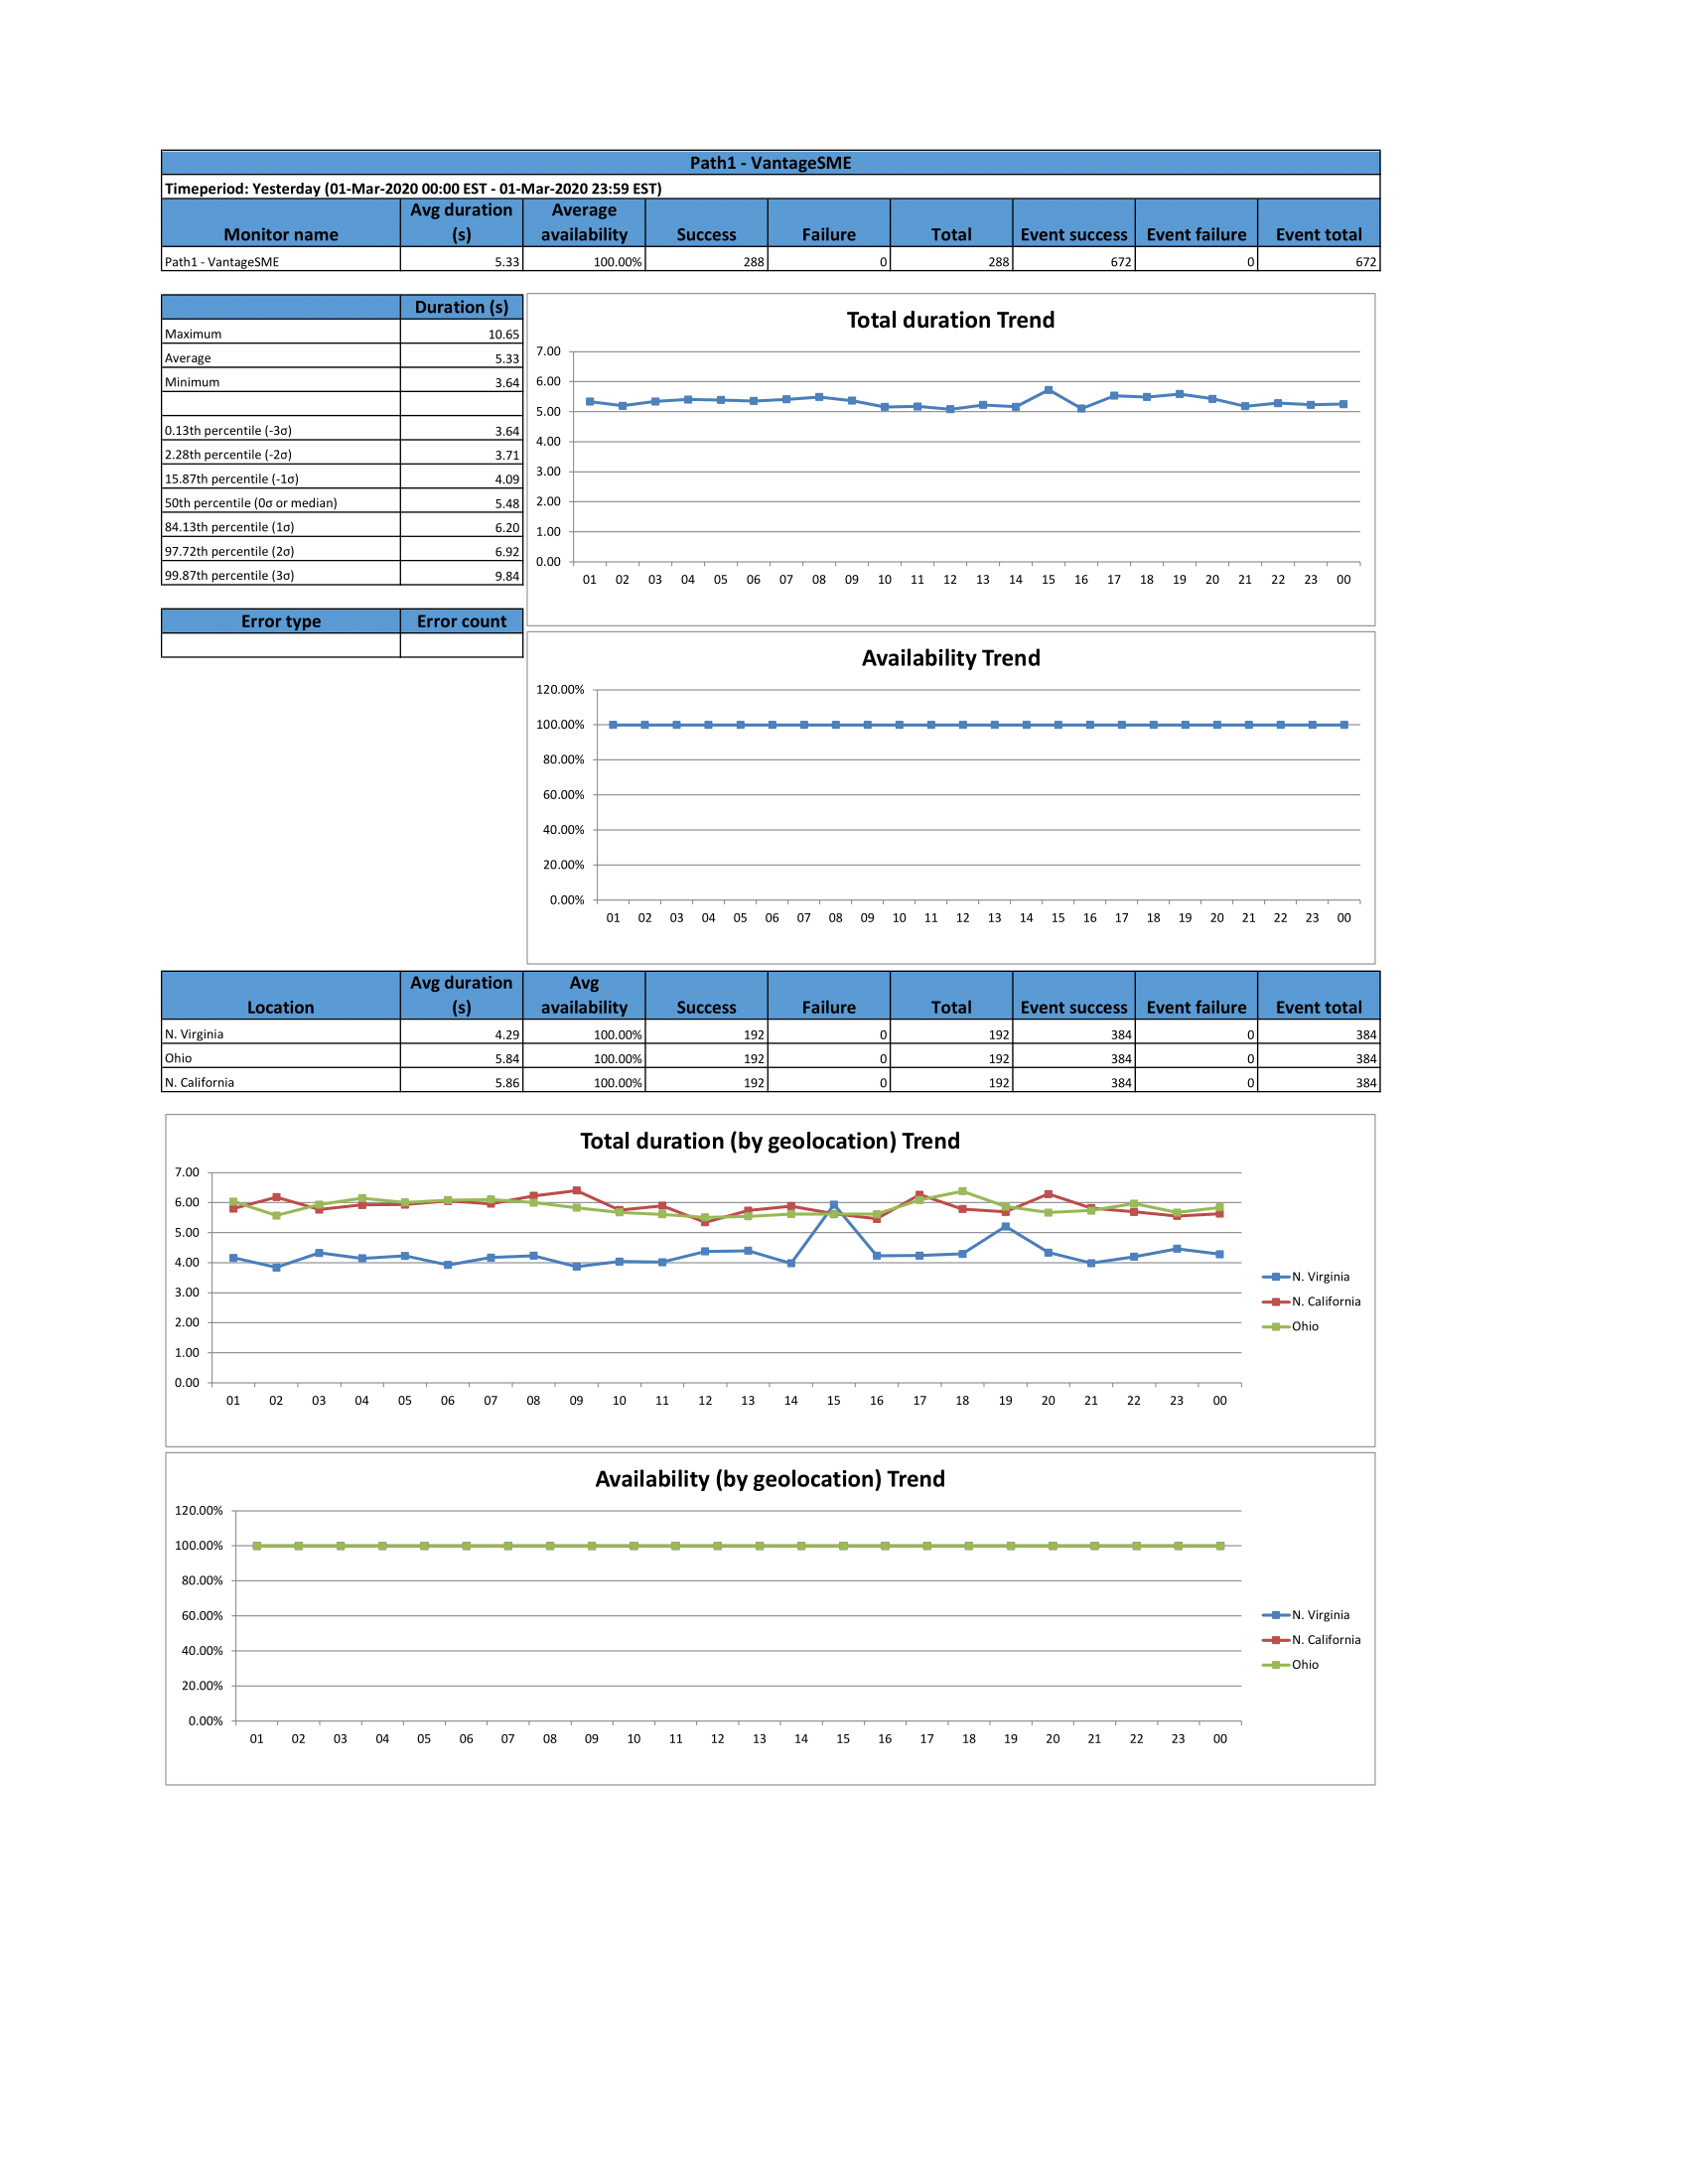 Path1 - VantageSME
Timeperiod: Yesterday (01-Mar-2020 00:00 EST - 01-Mar-2020 23:59 EST)
Monitor name Avg duration (s) Average availability Success Failure Total Event success Event failure Event total
Path1 - VantageSME 5.33 100.00% 288 0 288 672 0 672
Duration (s)
Maximum 10.65
Average 5.33
Minimum 3.64
0.13th percentile (-3σ) 3.64
2.28th percentile (-2σ) 3.71
15.87th percentile (-1σ) 4.09
50th percentile (0σ or median) 5.48
84.13th percentile (1σ) 6.20
97.72th percentile (2σ) 6.92
99.87th percentile (3σ) 9.84
Error type Error count
Total duration Trend
7.00
6.00
5.00
4.00
3.00
2.00
1.00
0.00
01 02 03 04 05 06 07 08 09 10 11 12 13 14 15 16 17 18 19 20 21 22 23 00
Availability Trend
120.00%
100.00%
80.00%
60.00%
40.00%
20.00%
0.00%
01 02 03 04 05 06 07 08 09 10 11 12 13 14 15 16 17 18 19 20 21 22 23 00
Location Avg duration (s) Avg availability Success Failure Total Event success Event failure Event total
N. Virginia 4.29 100.00% 192 0 192 384 0 384
Ohio 5.84 100.00% 192 0 192 384 0 384
N. California 5.86 100.00% 192 0 192 384 0 384
Total duration (by geolocation) Trend
7.00
6.00
5.00
4.00
3.00
2.00
1.00
0.00
01 02 03 04 05 06 07 08 09 10 11 12 13 14 15 16 17 18 19 20 21 22 23 00
N. Virginia
N. California
Ohio
Availability (by geolocation) Trend
120.00%
100.00%
80.00%
60.00%
40.00%
20.00%
0.00%
01 02 03 04 05 06 07 08 09 10 11 12 13 14 15 16 17 18 19 20 21 22 23 00
N. Virginia
N. California
Ohio